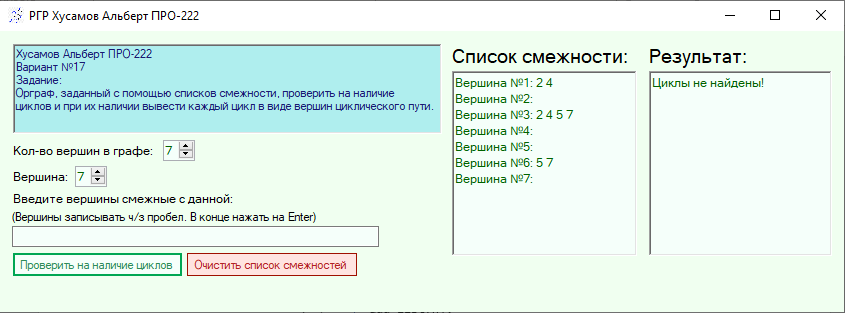 РГР Хусамов Альберт ПРО-222
Хусамов Альберт ПРО-222
Вариант №17
Задание:
Орграф, заданный с помощью списков смежности, проверить на наличие
циклов и при их наличии вывести каждый цикл в виде вершин циклического пути.
Кол-во вершин в графе: 7
Вершина: 7
Введите вершины смежные с данной:
(Вершины записывать ч/з пробел. В конце нажать на Enter)
Проверить на наличие циклов
Очистить список смежностей
Список смежности:
Вершина №1: 2 4
Вершина №2:
Вершина №3: 2 4 5 7
Вершина №4:
Вершина №5:
Вершина №6: 5 7
Вершина №7:
Результат:
Циклы не найдены!